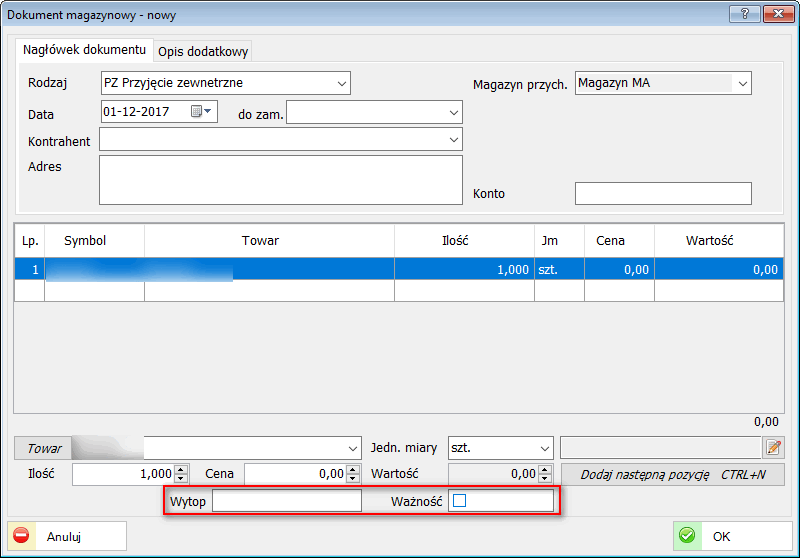 Dokument magazynowy - nowy
Nagłówek dokumentu Opis dodatkowy
Rodzaj PZ Przyjęcie zewnetrzne Magazyn przych. Magazyn MA
Data 01-12-2017 do zam.
Kontrahent
Adres
Konto
Lp. Symbol Towar Ilość Jm Cena Wartość
1 1,000 szt. 0,00 0,00
0,00
Towar Jedn. miary szt.
Ilość 1,000 Cena 0,00 Wartość 0,00 Dodaj następną pozycję CTRL+N
Wytop Ważność
Anuluj OK